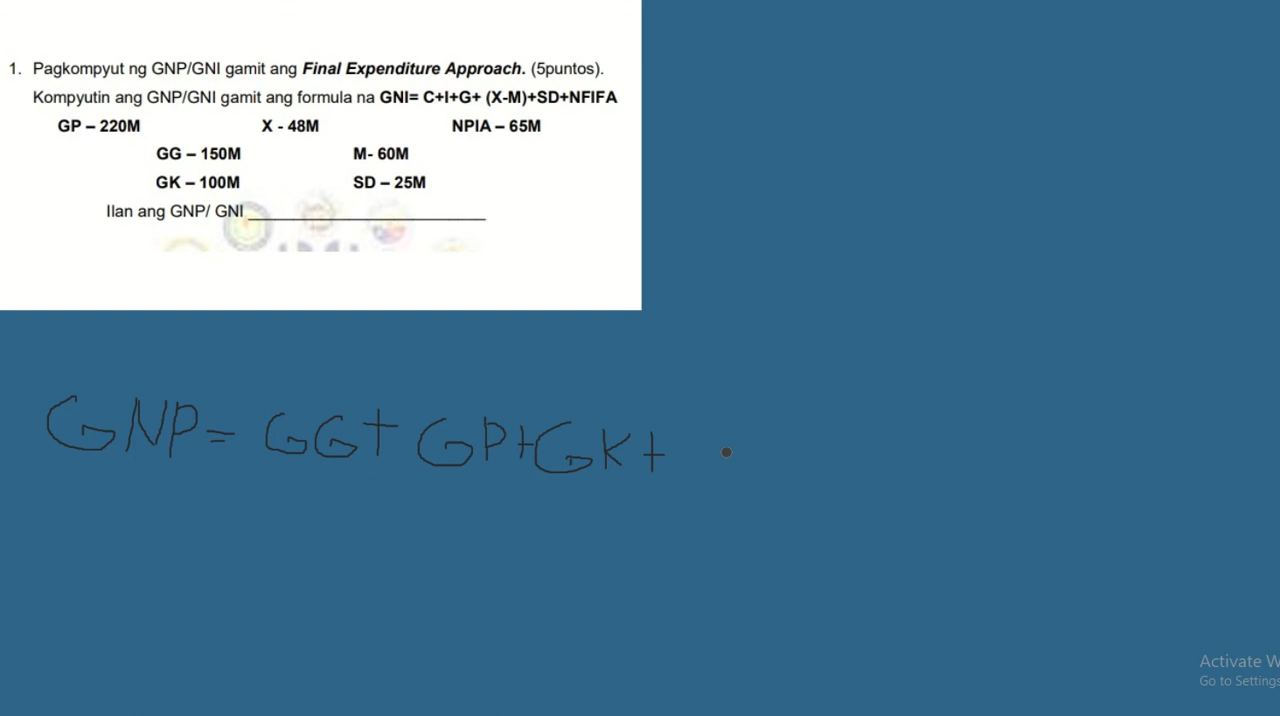 1. Pagkompyut ng GNP/GNI gamit ang Final Expenditure Approach. (5puntos).
Kompyutin ang GNP/GNI gamit ang formula na GNI= C+I+G+ (X-M)+SD+NFIFA
GP – 220M X - 48M NPIA – 65M
GG – 150M M- 60M
GK – 100M SD – 25M
Ilan ang GNP/ GNI ____________________________
GNP= GG+ GP+GK+
Activate W
Go to Settings